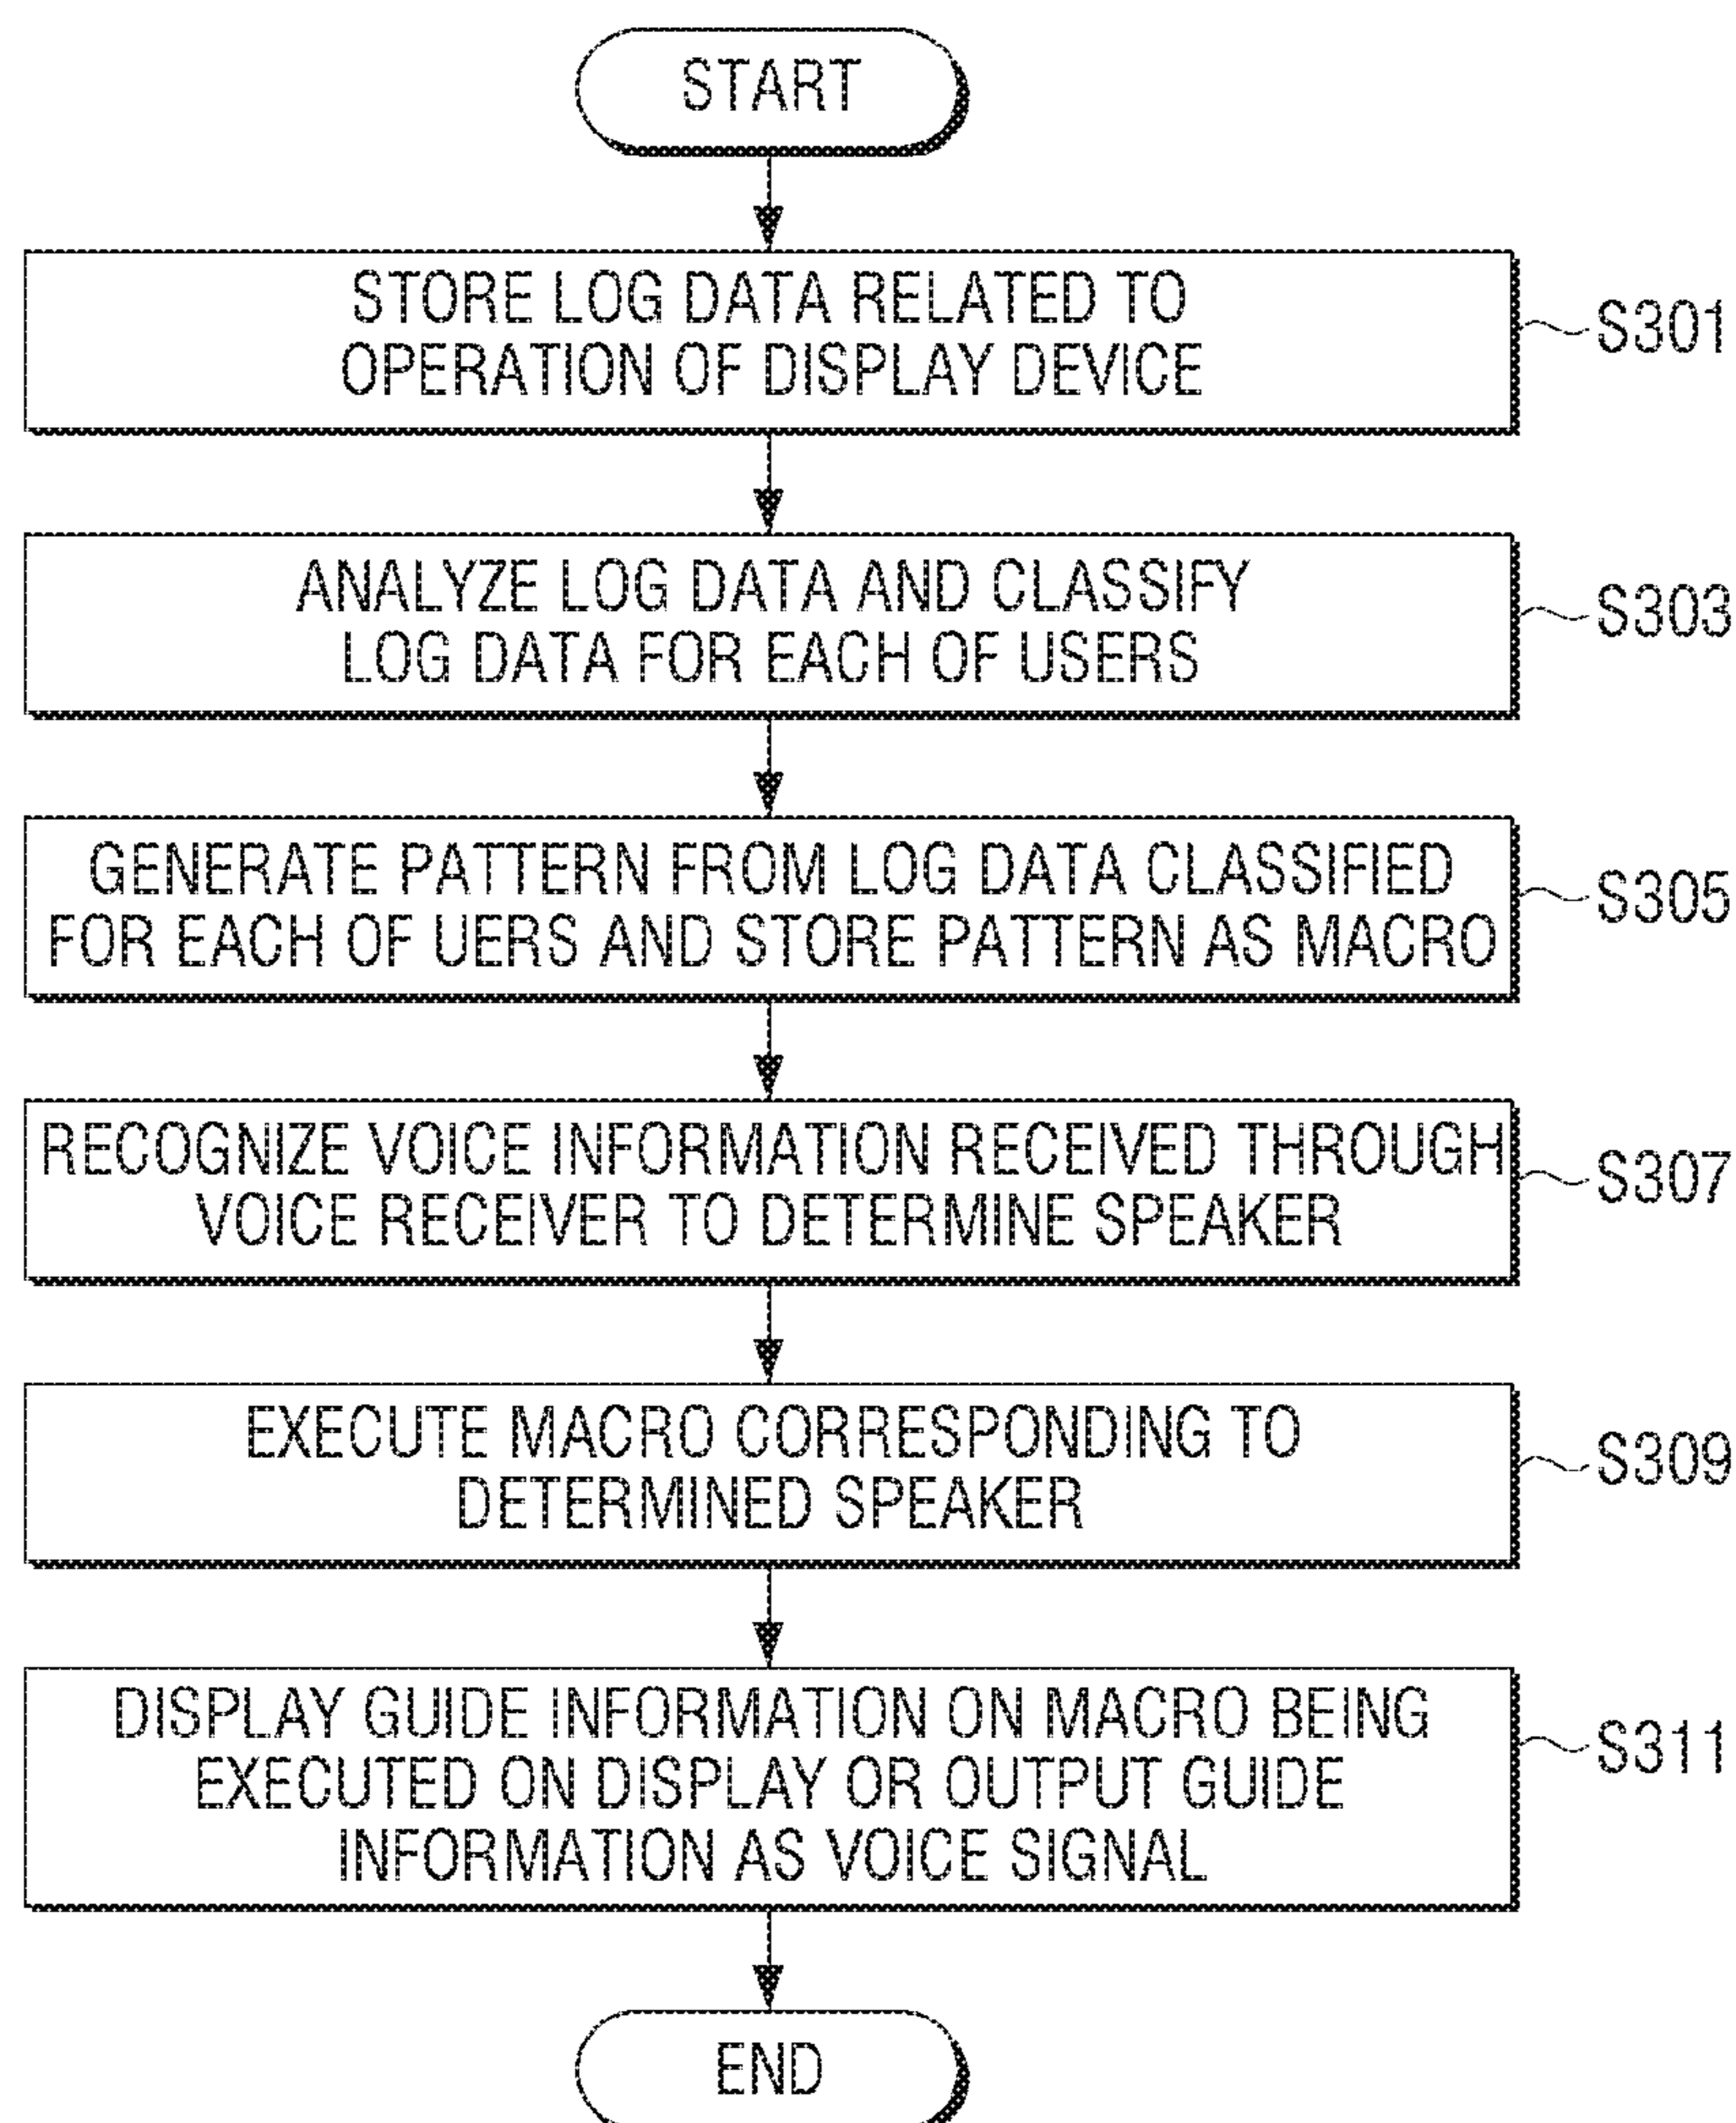 START
STORE LOG DATA RELATED TO
OPERATION OF DISPLAY DEVICE
S301
ANALYZE LOG DATA AND CLASSIFY
LOG DATA FOR EACH OF USERS
S303
GENERATE PATTERN FROM LOG DATA CLASSIFIED
FOR EACH OF UERS AND STORE PATTERN AS MACRO
S305
RECOGNIZE VOICE INFORMATION RECEIVED THROUGH
VOICE RECEIVER TO DETERMINE SPEAKER
S307
EXECUTE MACRO CORRESPONDING TO
DETERMINED SPEAKER
S309
DISPLAY GUIDE INFORMATION ON MACRO BEING
EXECUTED ON DISPLAY OR OUTPUT GUIDE
INFORMATION AS VOICE SIGNAL
S311
END